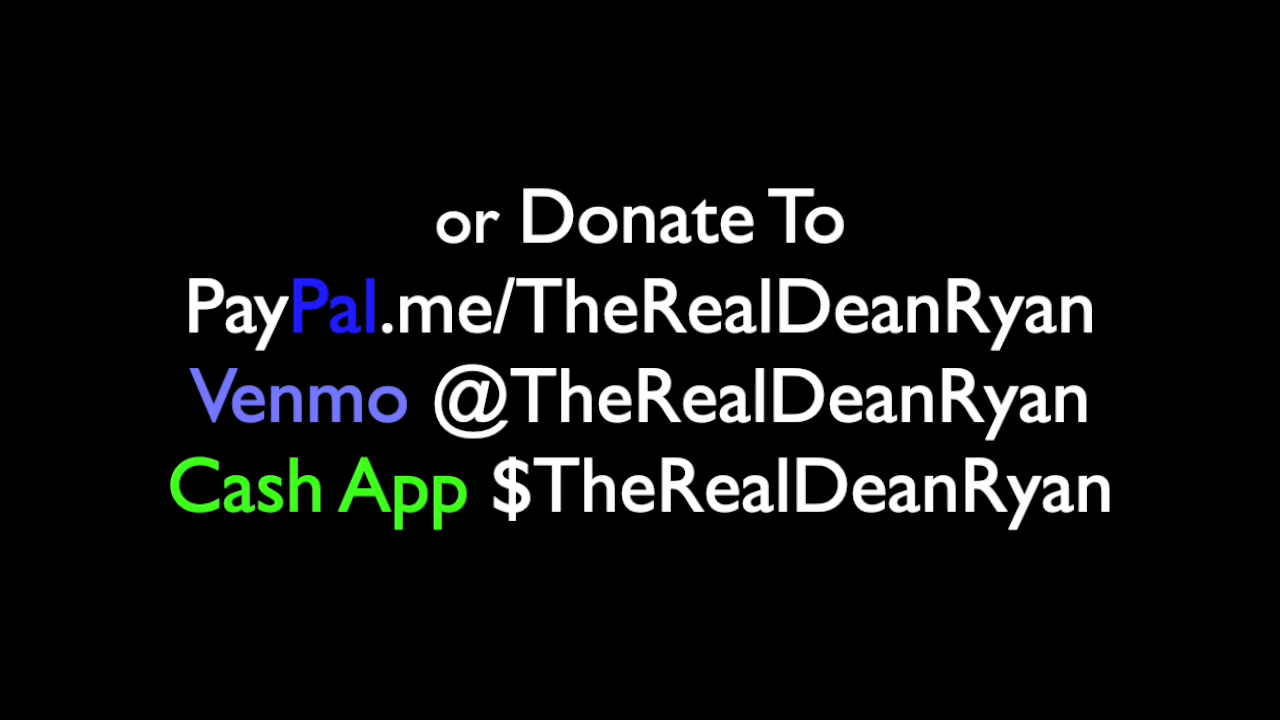 or Donate To
PayPal.me/TheRealDeanRyan
Venmo @TheRealDeanRyan
Cash App $TheRealDeanRyan